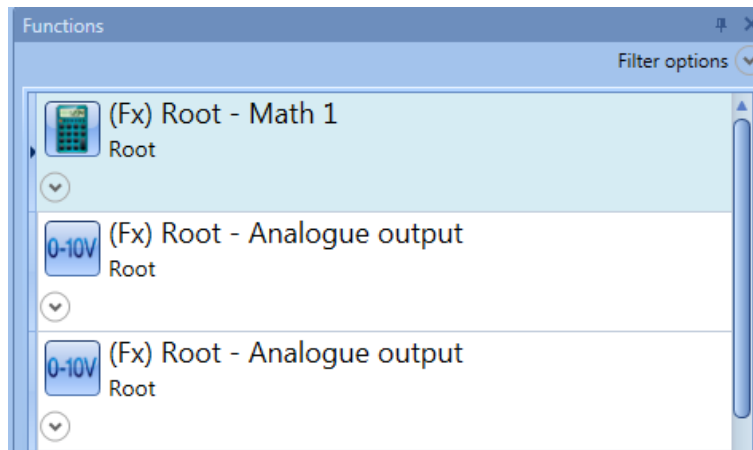 Functions
Filter options
(Fx) Root - Math 1
Root
0-10V
(Fx) Root - Analogue output
Root
0-10V
(Fx) Root - Analogue output
Root